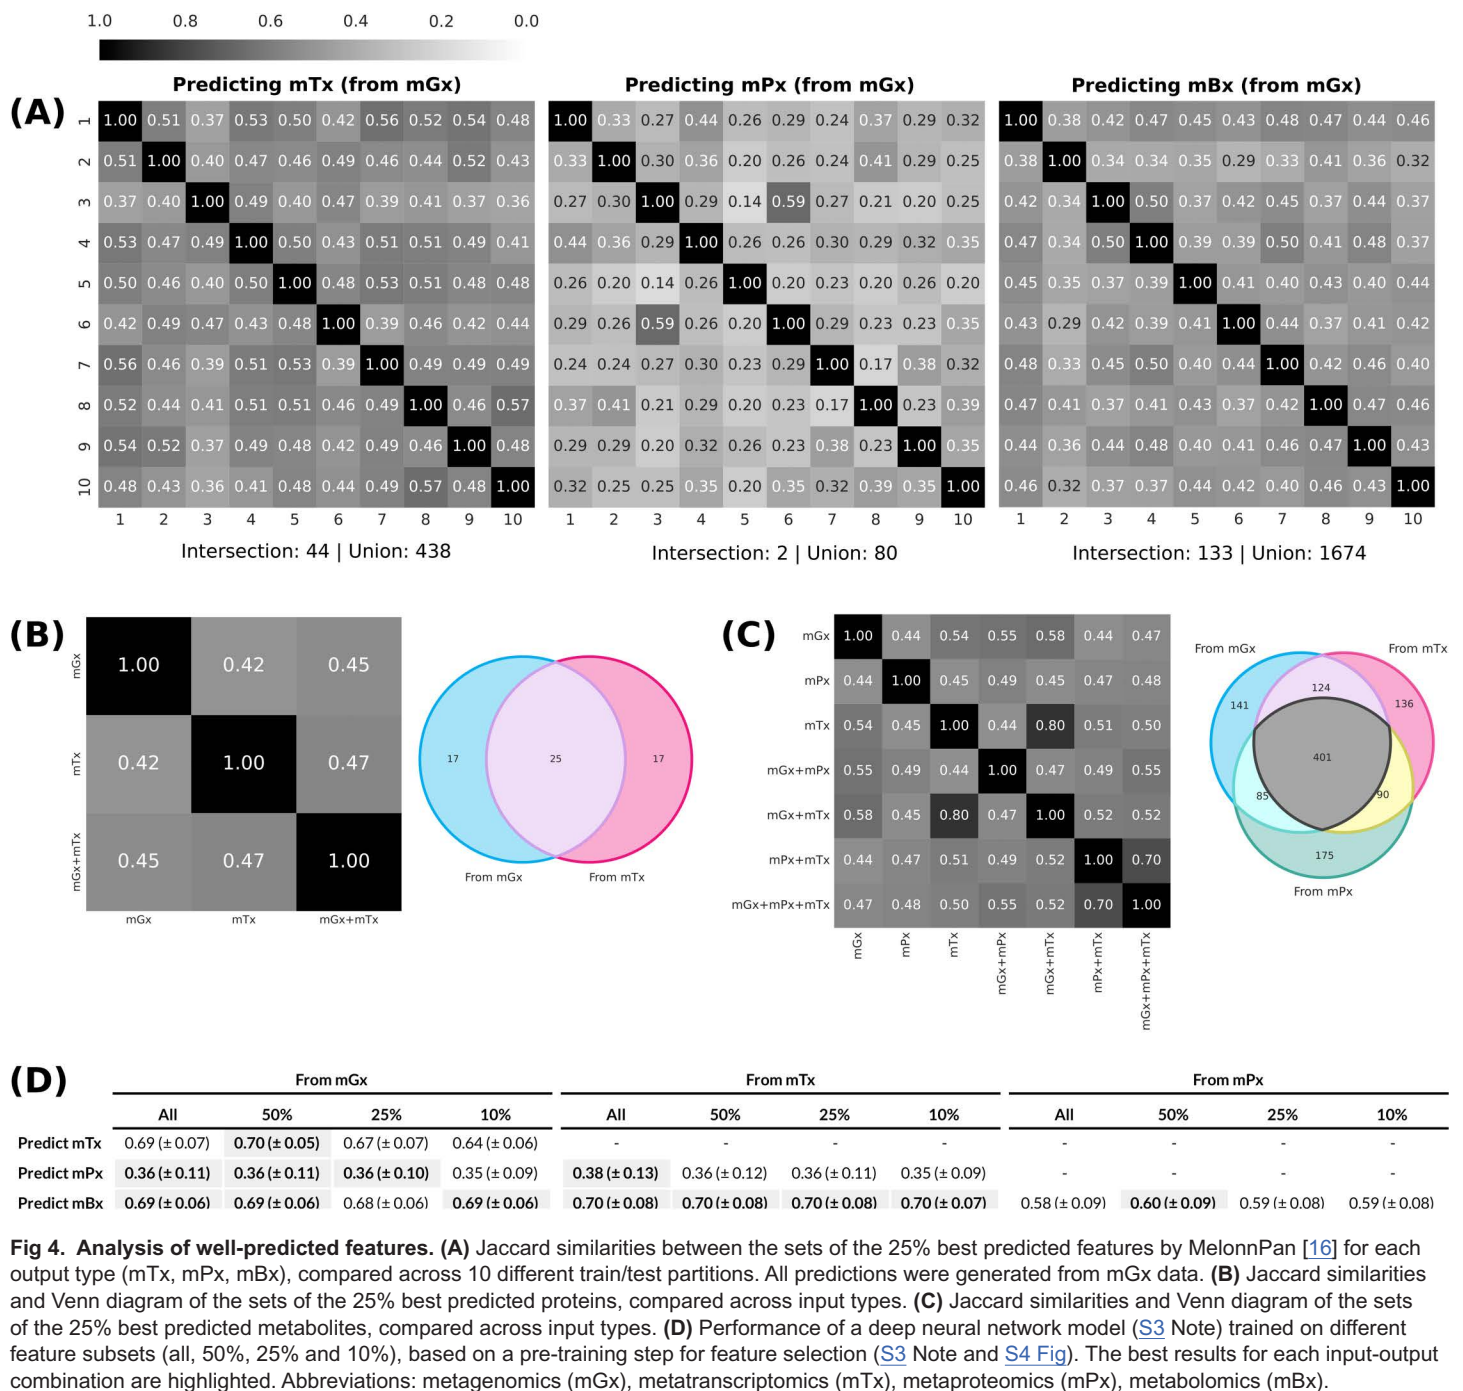 1.0 0.8 0.6 0.4 0.2 0.0
(A)
Predicting mTx (from mGx)
1 1.00 0.51 0.37 0.53 0.50 0.42 0.56 0.52 0.54 0.48
2 0.51 1.00 0.40 0.47 0.46 0.49 0.46 0.44 0.52 0.43
3 0.37 0.40 1.00 0.49 0.40 0.47 0.39 0.41 0.37 0.36
4 0.53 0.47 0.49 1.00 0.50 0.43 0.51 0.51 0.49 0.41
5 0.50 0.46 0.40 0.50 1.00 0.48 0.53 0.51 0.48 0.48
6 0.42 0.49 0.47 0.43 0.48 1.00 0.39 0.46 0.42 0.44
7 0.56 0.46 0.39 0.51 0.53 0.39 1.00 0.49 0.49 0.49
8 0.52 0.44 0.41 0.51 0.51 0.46 0.49 1.00 0.46 0.57
9 0.54 0.52 0.37 0.49 0.48 0.42 0.49 0.46 1.00 0.48
10 0.48 0.43 0.36 0.41 0.48 0.44 0.49 0.57 0.48 1.00
1 2 3 4 5 6 7 8 9 10
Intersection: 44 | Union: 438
Predicting mPx (from mGx)
1.00 0.33 0.27 0.44 0.26 0.29 0.24 0.37 0.29 0.32
0.33 1.00 0.30 0.36 0.20 0.26 0.24 0.41 0.29 0.25
0.27 0.30 1.00 0.29 0.14 0.59 0.27 0.21 0.20 0.25
0.44 0.36 0.29 1.00 0.26 0.26 0.30 0.29 0.32 0.35
0.26 0.20 0.14 0.26 1.00 0.20 0.23 0.20 0.26 0.20
0.29 0.26 0.59 0.26 0.20 1.00 0.29 0.23 0.23 0.35
0.24 0.24 0.27 0.30 0.23 0.29 1.00 0.17 0.38 0.32
0.37 0.41 0.21 0.29 0.20 0.23 0.17 1.00 0.23 0.39
0.29 0.29 0.20 0.32 0.26 0.23 0.38 0.23 1.00 0.35
0.32 0.25 0.25 0.35 0.20 0.35 0.32 0.39 0.35 1.00
1 2 3 4 5 6 7 8 9 10
Intersection: 2 | Union: 80
Predicting mBx (from mGx)
1.00 0.38 0.42 0.47 0.45 0.43 0.48 0.47 0.44 0.46
0.38 1.00 0.34 0.34 0.35 0.29 0.33 0.41 0.36 0.32
0.42 0.34 1.00 0.50 0.37 0.42 0.45 0.37 0.44 0.37
0.47 0.34 0.50 1.00 0.39 0.39 0.50 0.41 0.48 0.37
0.45 0.35 0.37 0.39 1.00 0.41 0.40 0.43 0.40 0.44
0.43 0.29 0.42 0.39 0.41 1.00 0.44 0.37 0.41 0.42
0.48 0.33 0.45 0.50 0.40 0.44 1.00 0.42 0.46 0.40
0.47 0.41 0.37 0.41 0.43 0.37 0.42 1.00 0.47 0.46
0.44 0.36 0.44 0.48 0.40 0.41 0.46 0.47 1.00 0.43
0.46 0.32 0.37 0.37 0.44 0.42 0.40 0.46 0.43 1.00
1 2 3 4 5 6 7 8 9 10
Intersection: 133 | Union: 1674
(B)
mGx 1.00 0.42 0.45
mTx 0.42 1.00 0.47
mGx+mTx 0.45 0.47 1.00
mGx mTx mGx+mTx
17 25 17
From mGx From mTx
(C)
mGx 1.00 0.44 0.54 0.55 0.58 0.44 0.47
mPx 0.44 1.00 0.45 0.49 0.45 0.47 0.48
mTx 0.54 0.45 1.00 0.44 0.80 0.51 0.50
mGx+mPx 0.55 0.49 0.44 1.00 0.47 0.49 0.55
mGx+mTx 0.58 0.45 0.80 0.47 1.00 0.52 0.52
mPx+mTx 0.44 0.47 0.51 0.49 0.52 1.00 0.70
mGx+mPx+mTx 0.47 0.48 0.50 0.55 0.52 0.70 1.00
mGx mPx mTx mGx+mPx mGx+mTx mPx+mTx mGx+mPx+mTx
From mGx From mTx
124
141 136
401
85 90
175
From mPx
(D)
From mGx From mTx From mPx
All 50% 25% 10% All 50% 25% 10% All 50% 25% 10%
Predict mTx 0.69 (± 0.07) 0.70 (± 0.05) 0.67 (± 0.07) 0.64 (± 0.06) - - - - - - - -
Predict mPx 0.36 (± 0.11) 0.36 (± 0.11) 0.36 (± 0.10) 0.35 (± 0.09) 0.38 (± 0.13) 0.36 (± 0.12) 0.36 (± 0.11) 0.35 (± 0.09) - - - -
Predict mBx 0.69 (± 0.06) 0.69 (± 0.06) 0.68 (± 0.06) 0.69 (± 0.06) 0.70 (± 0.08) 0.70 (± 0.08) 0.70 (± 0.08) 0.70 (± 0.07) 0.58 (± 0.09) 0.60 (± 0.09) 0.59 (± 0.08) 0.59 (± 0.08)
Fig 4. Analysis of well-predicted features. (A) Jaccard similarities between the sets of the 25% best predicted features by MelonnPan [16] for each
output type (mTx, mPx, mBx), compared across 10 different train/test partitions. All predictions were generated from mGx data. (B) Jaccard similarities
and Venn diagram of the sets of the 25% best predicted proteins, compared across input types. (C) Jaccard similarities and Venn diagram of the sets
of the 25% best predicted metabolites, compared across input types. (D) Performance of a deep neural network model (S3 Note) trained on different
feature subsets (all, 50%, 25% and 10%), based on a pre-training step for feature selection (S3 Note and S4 Fig). The best results for each input-output
combination are highlighted. Abbreviations: metagenomics (mGx), metatranscriptomics (mTx), metaproteomics (mPx), metabolomics (mBx).